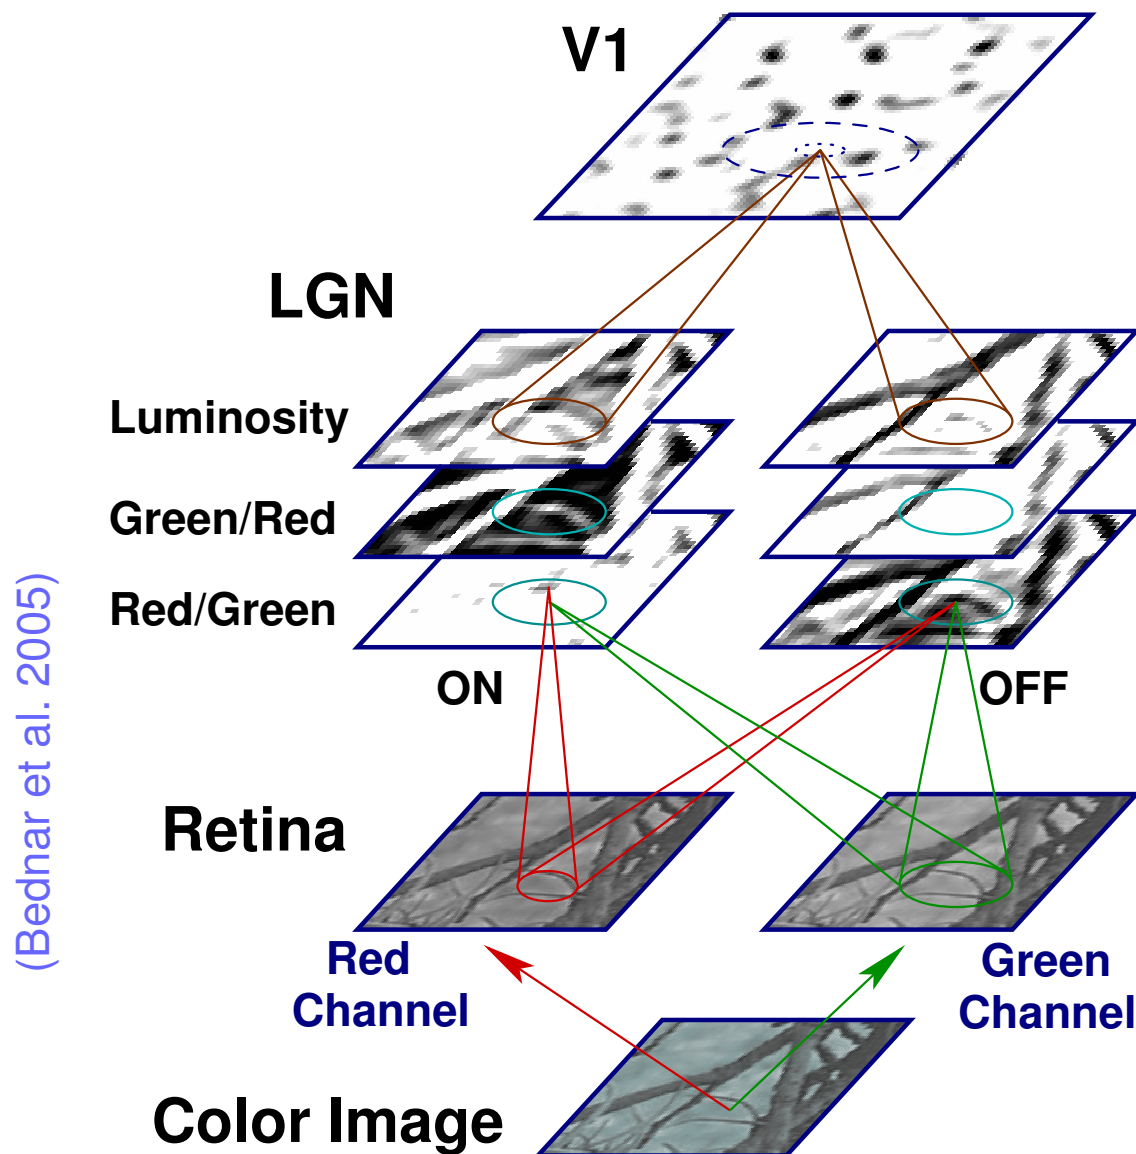 V1
LGN
Luminosity
Green/Red
Red/Green
ON
OFF
(Bednar et al. 2005)
Retina
Red
Channel
Green
Channel
Color Image